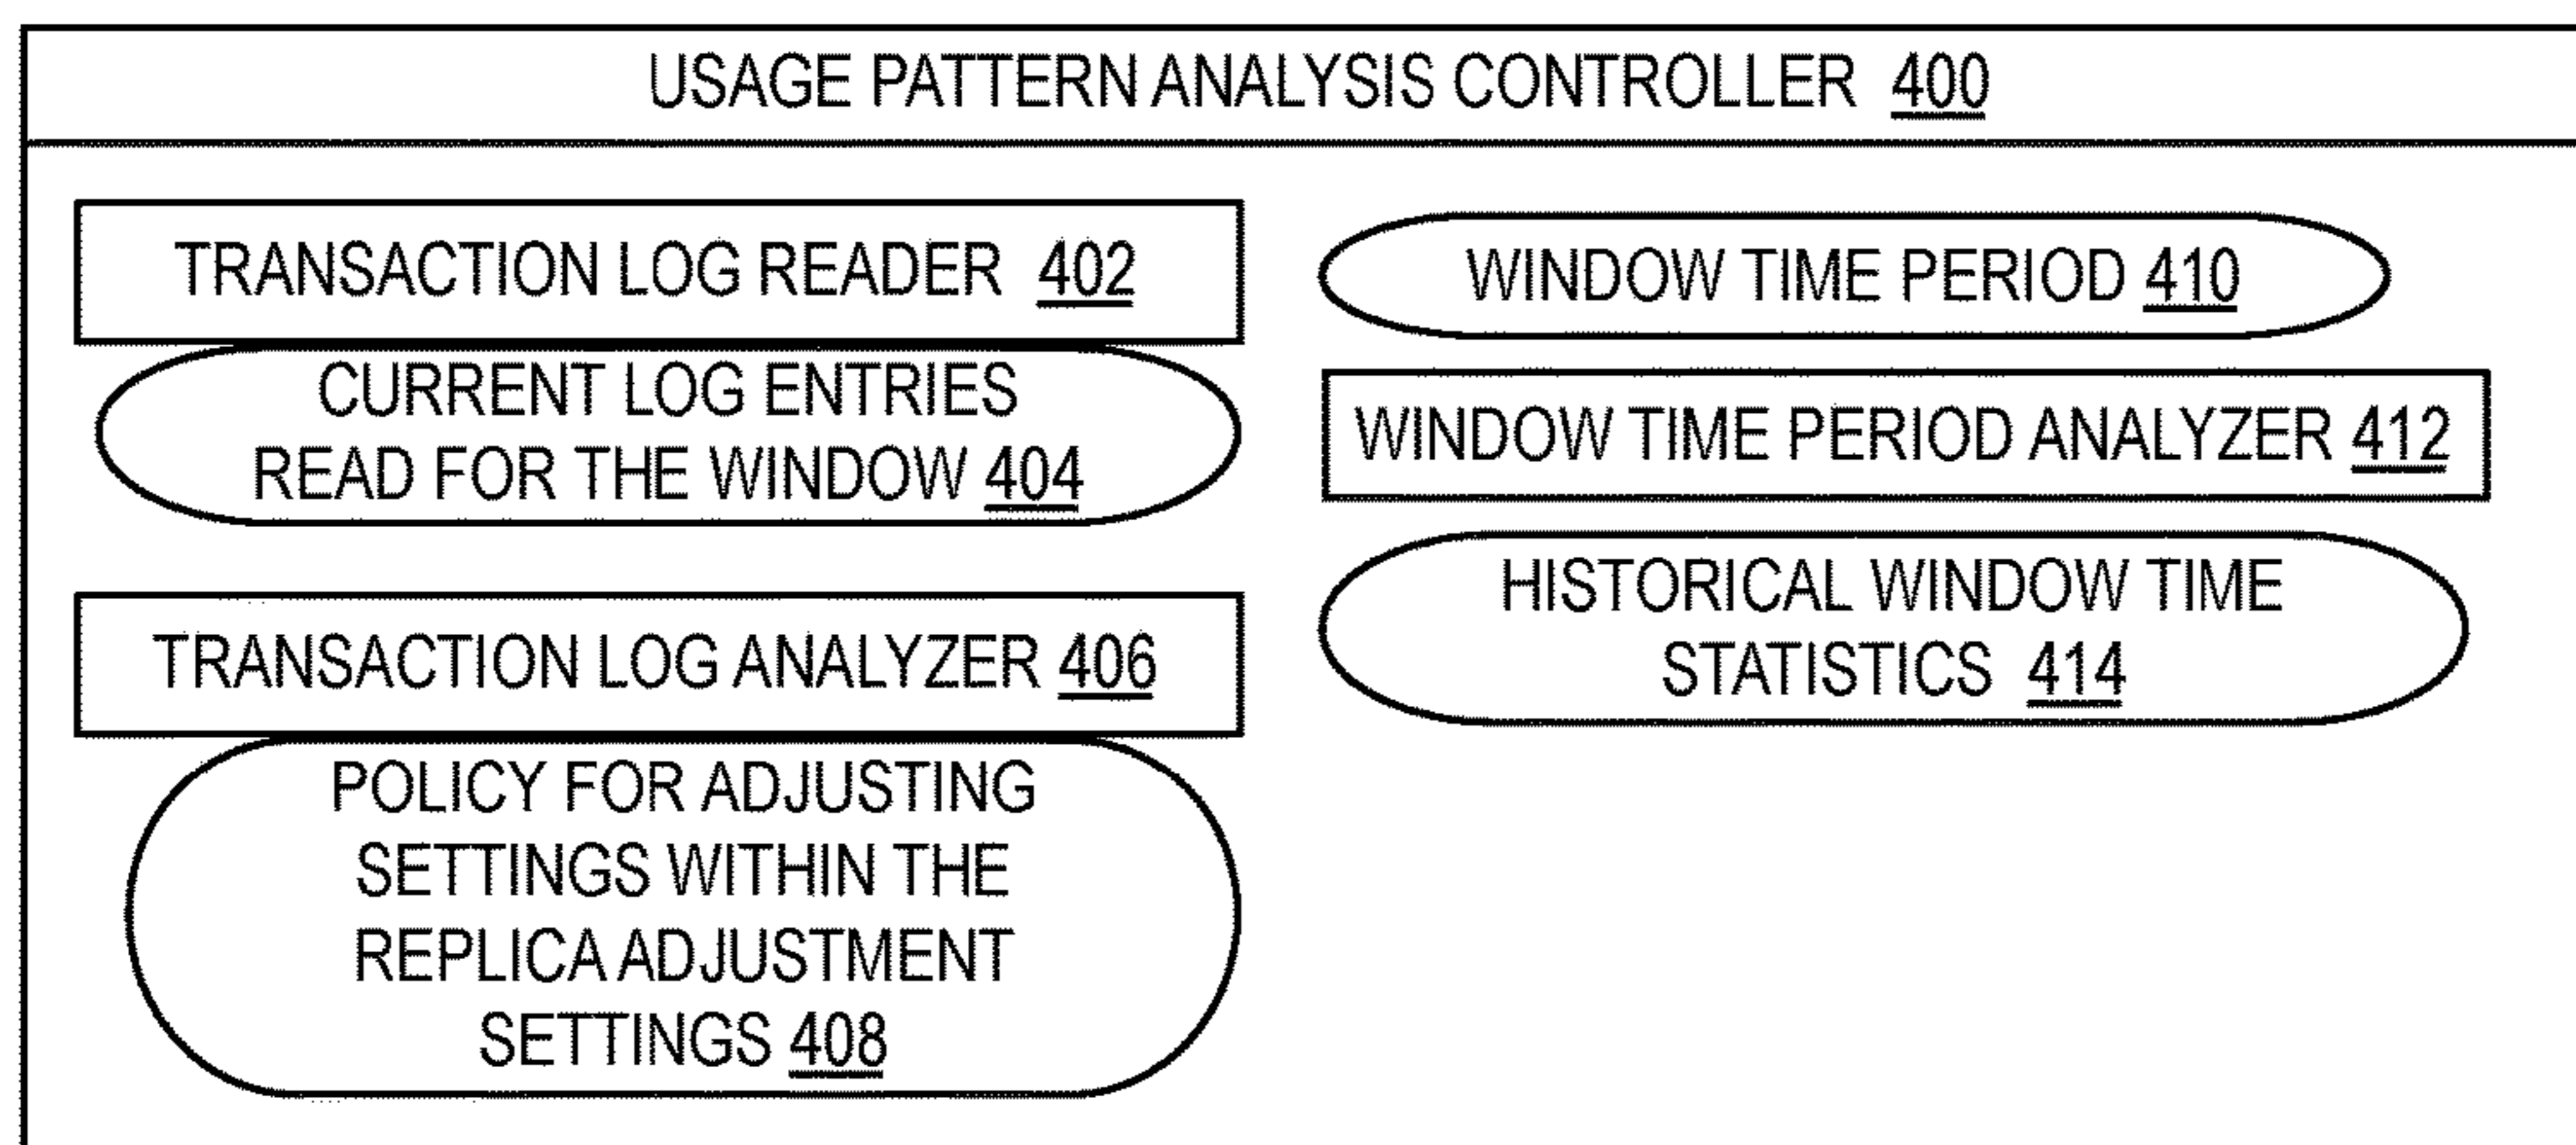 USAGE PATTERN ANALYSIS CONTROLLER 400
TRANSACTION LOG READER 402
CURRENT LOG ENTRIES
READ FOR THE WINDOW 404
TRANSACTION LOG ANALYZER 406
POLICY FOR ADJUSTING
SETTINGS WITHIN THE
REPLICA ADJUSTMENT
SETTINGS 408
WINDOW TIME PERIOD 410
WINDOW TIME PERIOD ANALYZER 412
HISTORICAL WINDOW TIME
STATISTICS 414